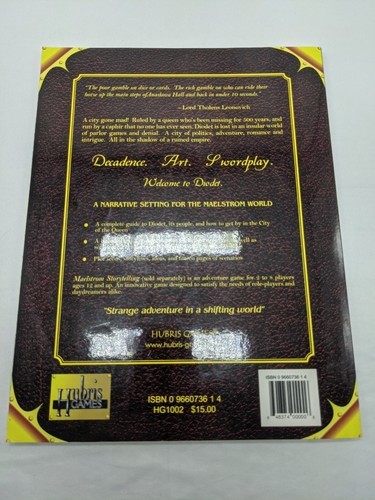 "The poor gamble on dice or cards. The rich gamble on who can ride their
horse up the main steps of Hall and back in under 10 seconds."
- Lord Tholens Leonovich
A city gone mad! Ruled by a queen who's been missing for 500 years, and
run by a caphir that no one has ever seen. Diodet is lost in an insular world
of parlor games and denial. A city of politics, adventure, romance and
intrigue. All in the shadow of a ruined empire.
Decadence. Art. Swordplay.
Welcome to Diodet.
A NARRATIVE SETTING FOR THE MAELSTROM WORLD
• A complete guide to Diodet, its people, and how to get by in the City
of the Queen
• A as
•
Maelstrom Storytelling (sold separately) is an adventure game for 2 to 8 players
ages 12 and up. An innovative game designed to satisfy the needs of role-players and
daydreamers alike.
"Strange adventure in a shifting world"
HUBRIS
www.hubris-
Hubris
GAMES
ISBN 0 9660736 1 4
HG1002 $15.00
ISBN 0 9660736 1 4